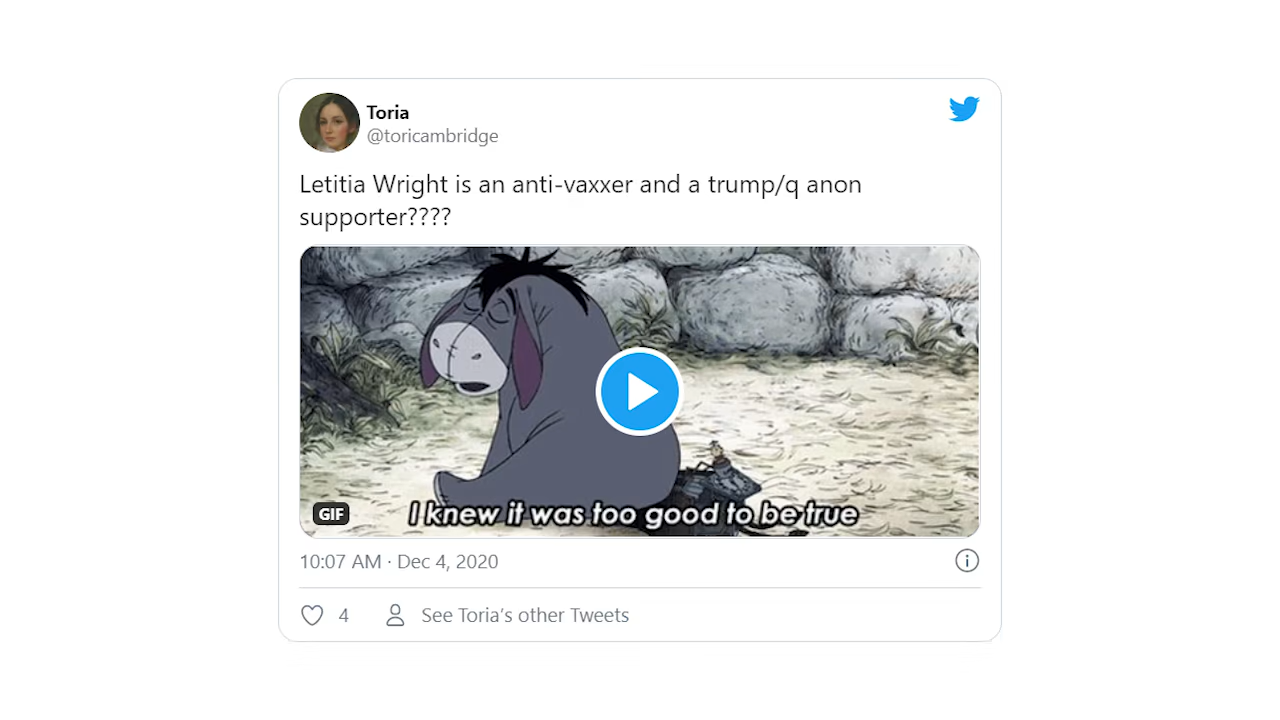 Toria
@toricambridge
Letitia Wright is an anti-vaxxer and a trump/q anon
supporter????
I knew it was too good to be true
GIF
10:07 AM · Dec 4, 2020
4
See Toria’s other Tweets